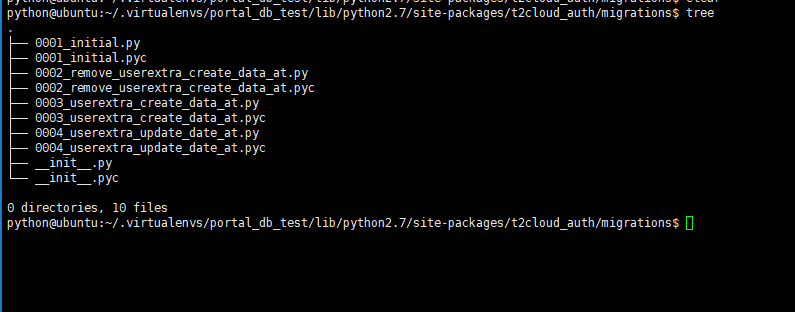 python@ubuntu:~/.virtualenvs/portal_db_test/lib/python2.7/site-packages/t2cloud_auth/migrations$ clear
python@ubuntu:~/.virtualenvs/portal_db_test/lib/python2.7/site-packages/t2cloud_auth/migrations$ tree
.
├── 0001_initial.py
├── 0001_initial.pyc
├── 0002_remove_userextra_create_data_at.py
├── 0002_remove_userextra_create_data_at.pyc
├── 0003_userextra_create_data_at.py
├── 0003_userextra_create_data_at.pyc
├── 0004_userextra_update_date_at.py
├── 0004_userextra_update_date_at.pyc
├── __init__.py
└── __init__.pyc
0 directories, 10 files
python@ubuntu:~/.virtualenvs/portal_db_test/lib/python2.7/site-packages/t2cloud_auth/migrations$